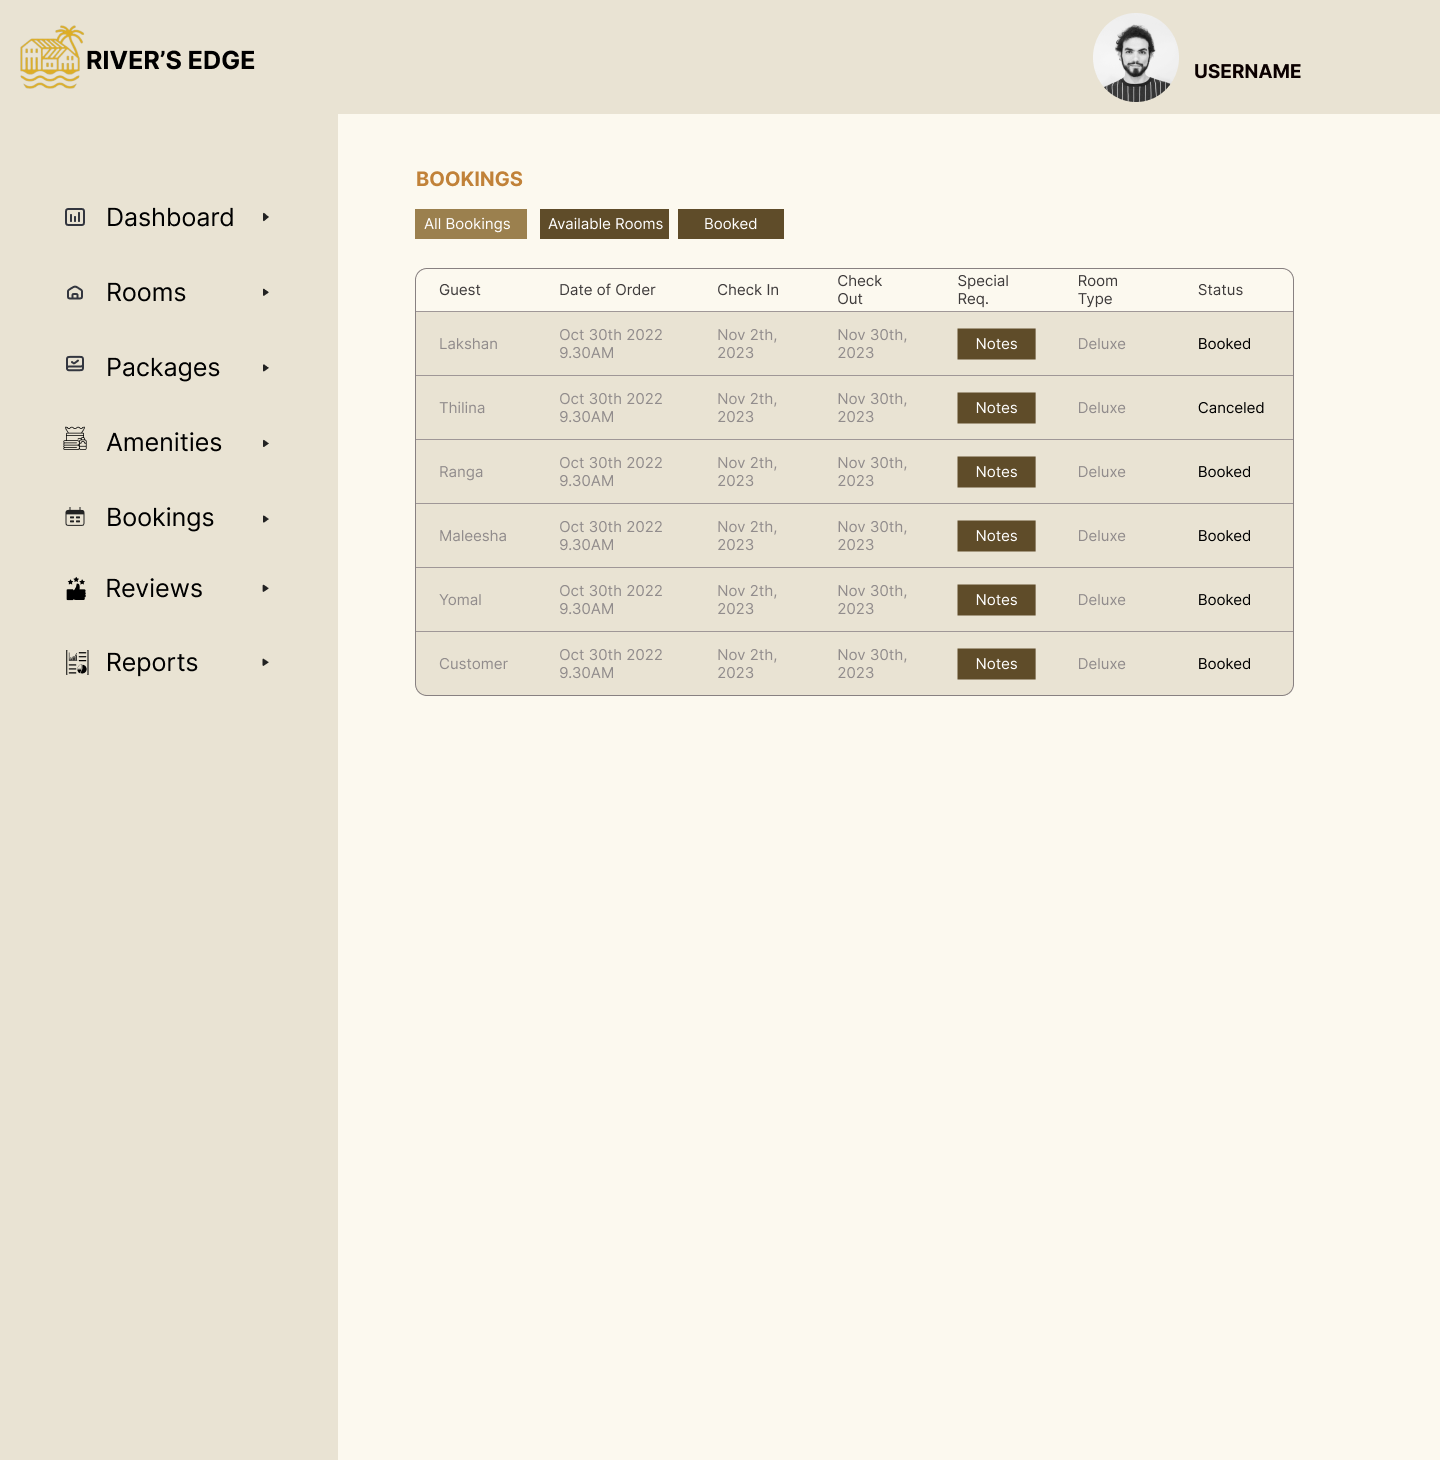 RIVER’S EDGE
USERNAME
Dashboard
Rooms
Packages
Amenities
Bookings
Reviews
Reports
BOOKINGS
All Bookings
Available Rooms
Booked
Guest
Date of Order
Check In
Check
Out
Special
Req.
Room
Type
Status
Lakshan
Oct 30th 2022
9.30AM
Nov 2th,
2023
Nov 30th,
2023
Notes
Deluxe
Booked
Thilina
Oct 30th 2022
9.30AM
Nov 2th,
2023
Nov 30th,
2023
Notes
Deluxe
Canceled
Ranga
Oct 30th 2022
9.30AM
Nov 2th,
2023
Nov 30th,
2023
Notes
Deluxe
Booked
Maleesha
Oct 30th 2022
9.30AM
Nov 2th,
2023
Nov 30th,
2023
Notes
Deluxe
Booked
Yomal
Oct 30th 2022
9.30AM
Nov 2th,
2023
Nov 30th,
2023
Notes
Deluxe
Booked
Customer
Oct 30th 2022
9.30AM
Nov 2th,
2023
Nov 30th,
2023
Notes
Deluxe
Booked